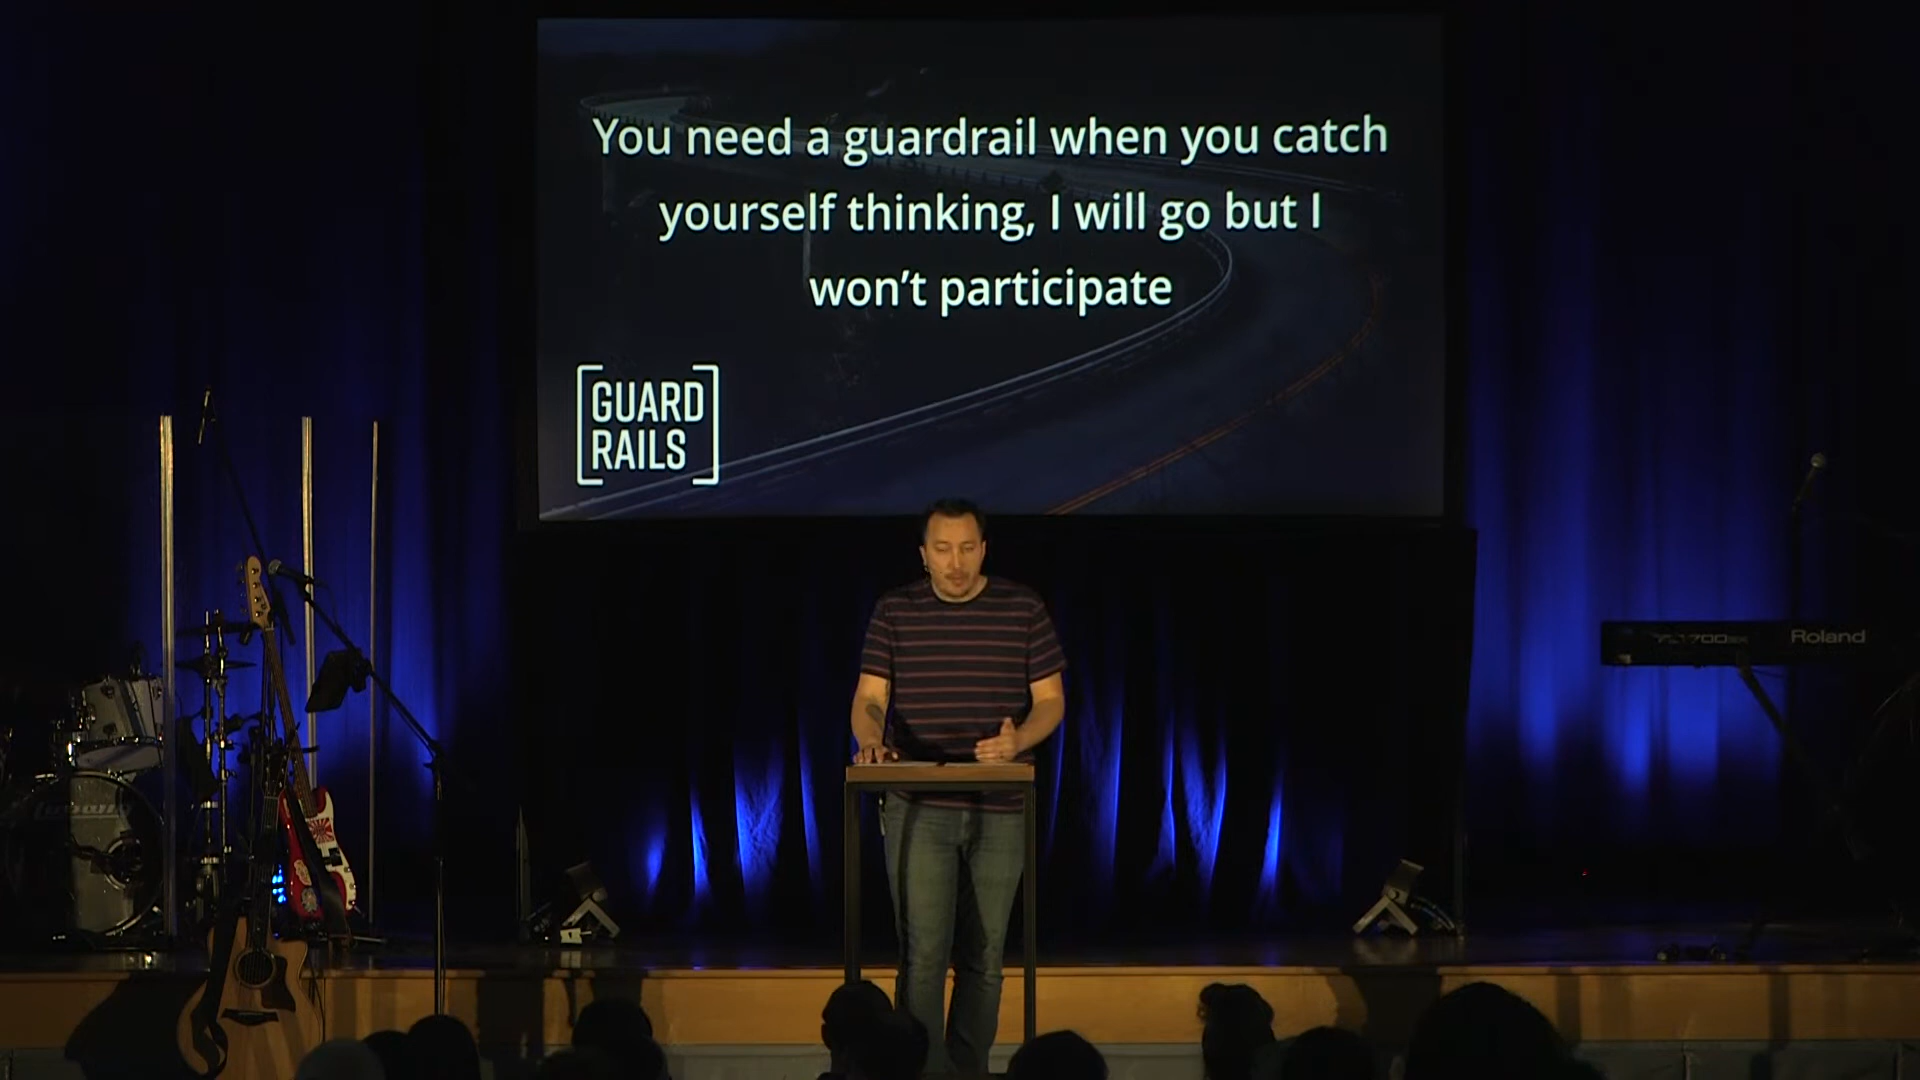 You need a guardrail when you catch
yourself thinking, I will go but I
won't participate
GUARD
RAILS
Roland